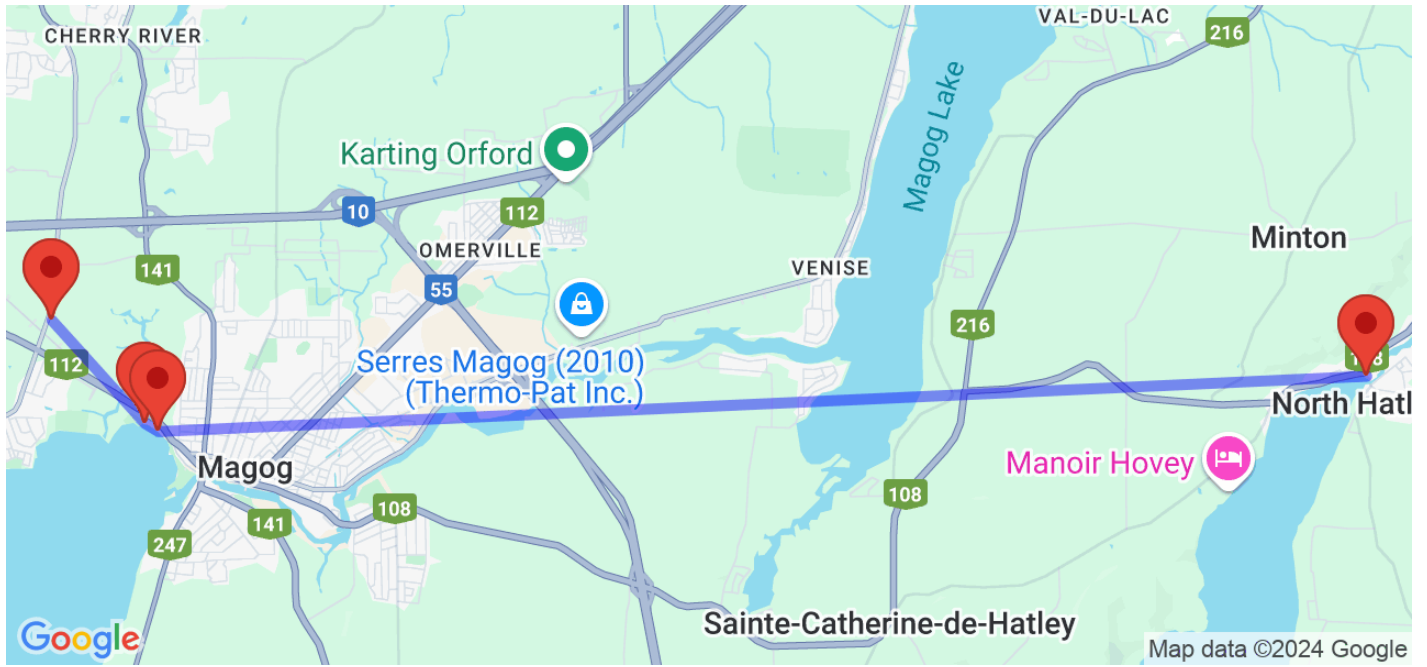 VAL-DU-LAC
CHERRY RIVER
216
Karting Orford
Magog Lake
10
112
Minton
OMERVILLE
141
VENISE
55
216
112
Serres Magog (2010)
(Thermo-Pat Inc.)
North Hatl
Manoir Hovey
Magog
108
108
141
247
Sainte-Catherine-de-Hatley
Google
Map data ©2024 Google